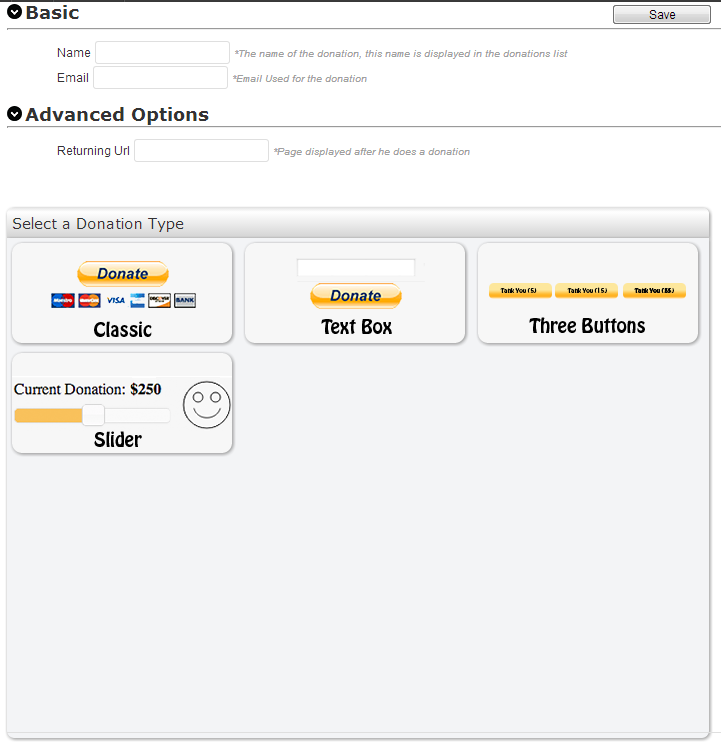 Basic
Save
Name *The name of the donation, this name is displayed in the donations list
Email *Email Used for the donation
Advanced Options
Returning Url *Page displayed after he does a donation
Select a Donation Type
Donate
Maestro MasterCard VISA DISCOVER BANK
Classic
Donate
Text Box
Tank You (5) Tank You (15) Tank You (55)
Three Buttons
Current Donation: $250
Slider